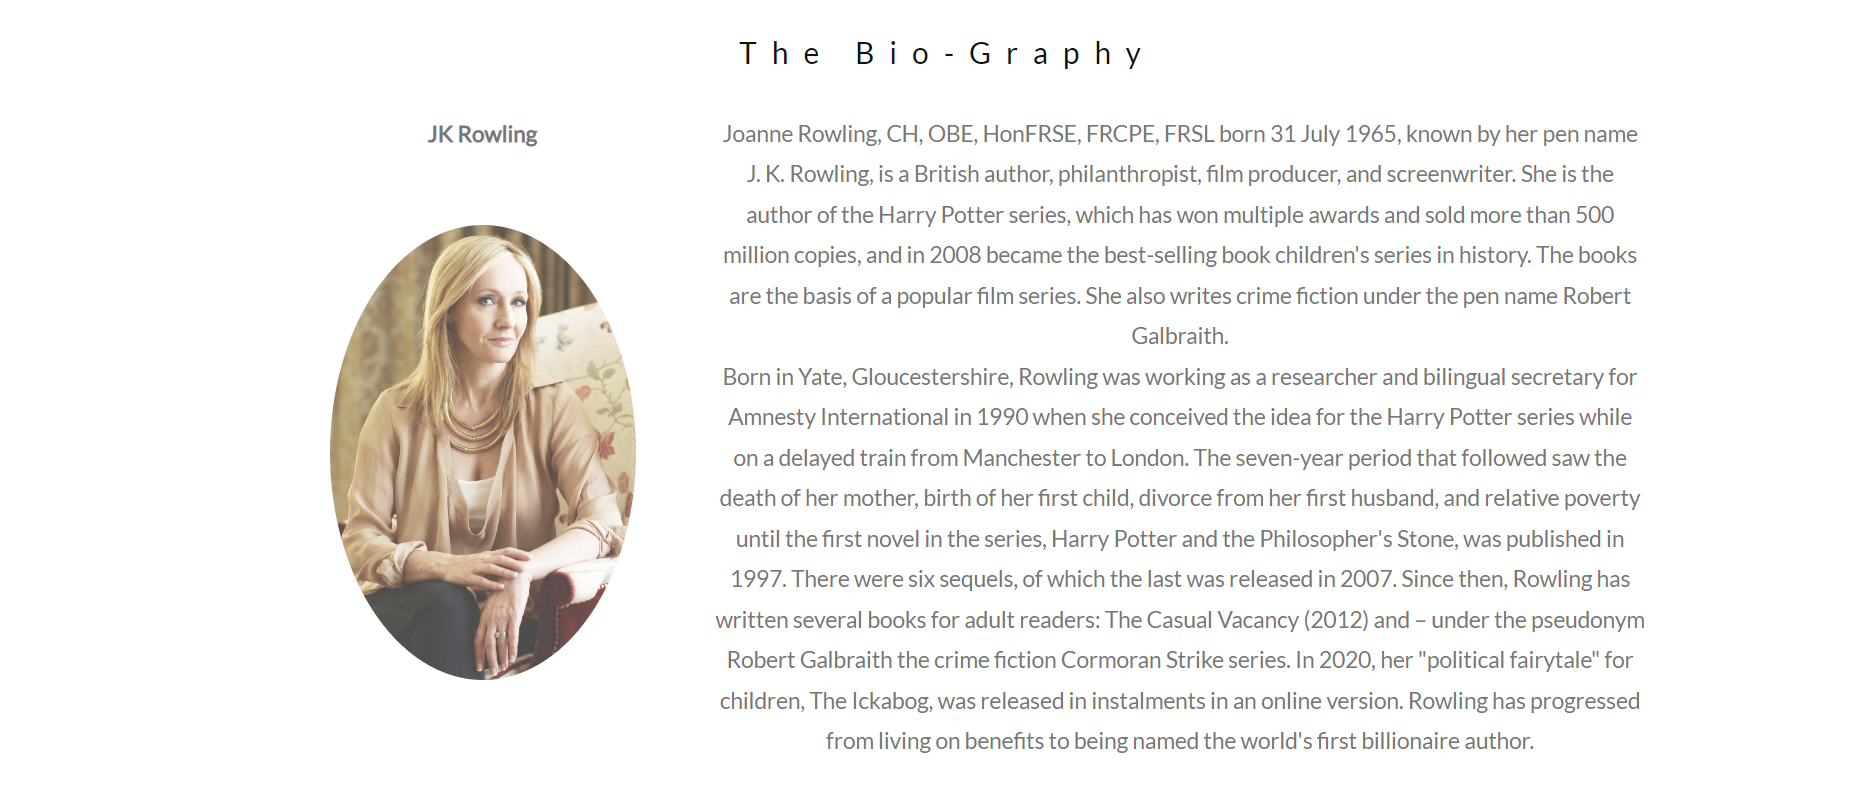 The Bio-Graphy
JK Rowling
Joanne Rowling, CH, OBE, HonFRSE, FRCPE, FRSL born 31 July 1965, known by her pen name
J. K. Rowling, is a British author, philanthropist, film producer, and screenwriter. She is the
author of the Harry Potter series, which has won multiple awards and sold more than 500
million copies, and in 2008 became the best-selling book children's series in history. The books
are the basis of a popular film series. She also writes crime fiction under the pen name Robert
Galbraith.
Born in Yate, Gloucestershire, Rowling was working as a researcher and bilingual secretary for
Amnesty International in 1990 when she conceived the idea for the Harry Potter series while
on a delayed train from Manchester to London. The seven-year period that followed saw the
death of her mother, birth of her first child, divorce from her first husband, and relative poverty
until the first novel in the series, Harry Potter and the Philosopher's Stone, was published in
1997. There were six sequels, of which the last was released in 2007. Since then, Rowling has
written several books for adult readers: The Casual Vacancy (2012) and – under the pseudonym
Robert Galbraith the crime fiction Cormoran Strike series. In 2020, her "political fairytale" for
children, The Ickabog, was released in instalments in an online version. Rowling has progressed
from living on benefits to being named the world's first billionaire author.